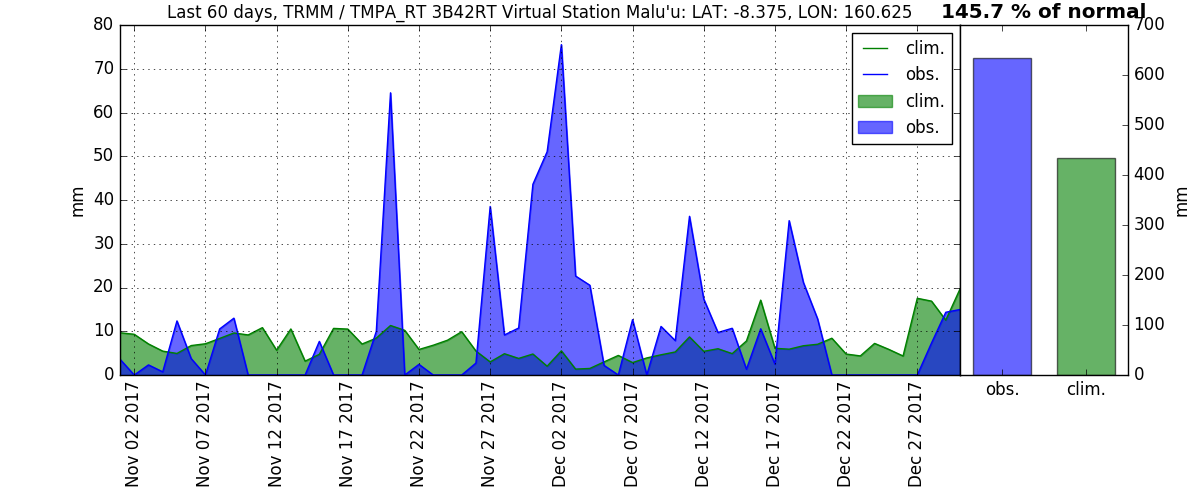 Last 60 days, TRMM / TMPA_RT 3B42RT Virtual Station Malu'u: LAT: -8.375, LON: 160.625
145.7 % of normal
80
70
60
50
40
30
20
10
0
mm
clim.
obs.
clim.
obs.
Nov 02 2017
Nov 07 2017
Nov 12 2017
Nov 17 2017
Nov 22 2017
Nov 27 2017
Dec 02 2017
Dec 07 2017
Dec 12 2017
Dec 17 2017
Dec 22 2017
Dec 27 2017
700
600
500
400
300
200
100
0
mm
obs.
clim.